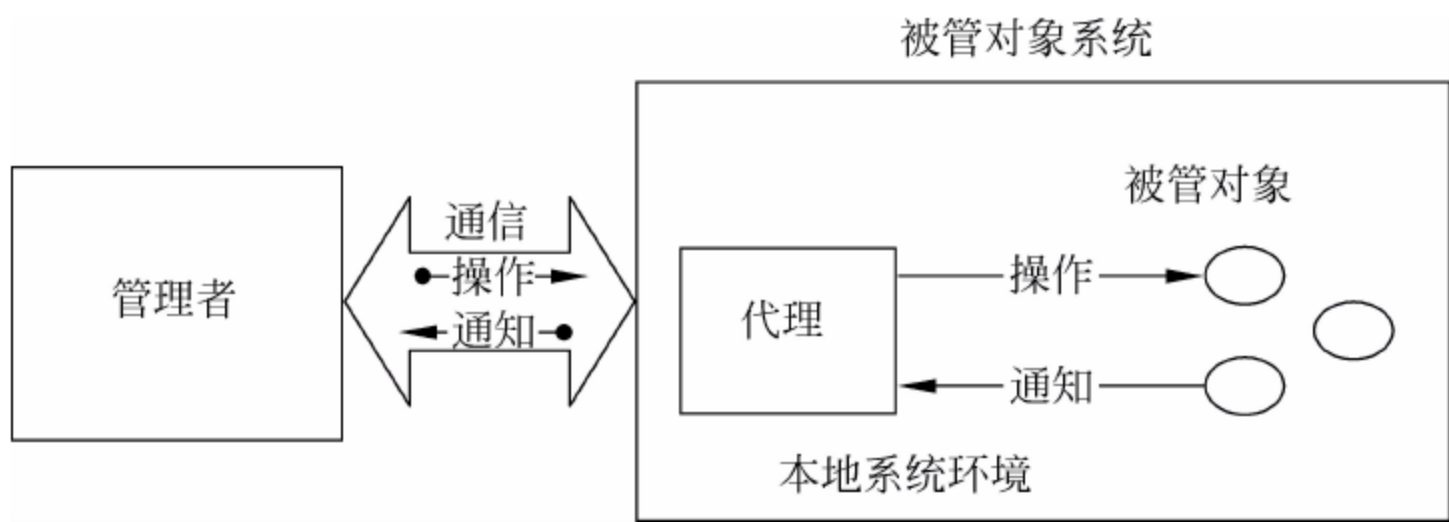 被管对象系统
被管对象
通信
管理者
操作
通知
代理
操作
通知
本地系统环境